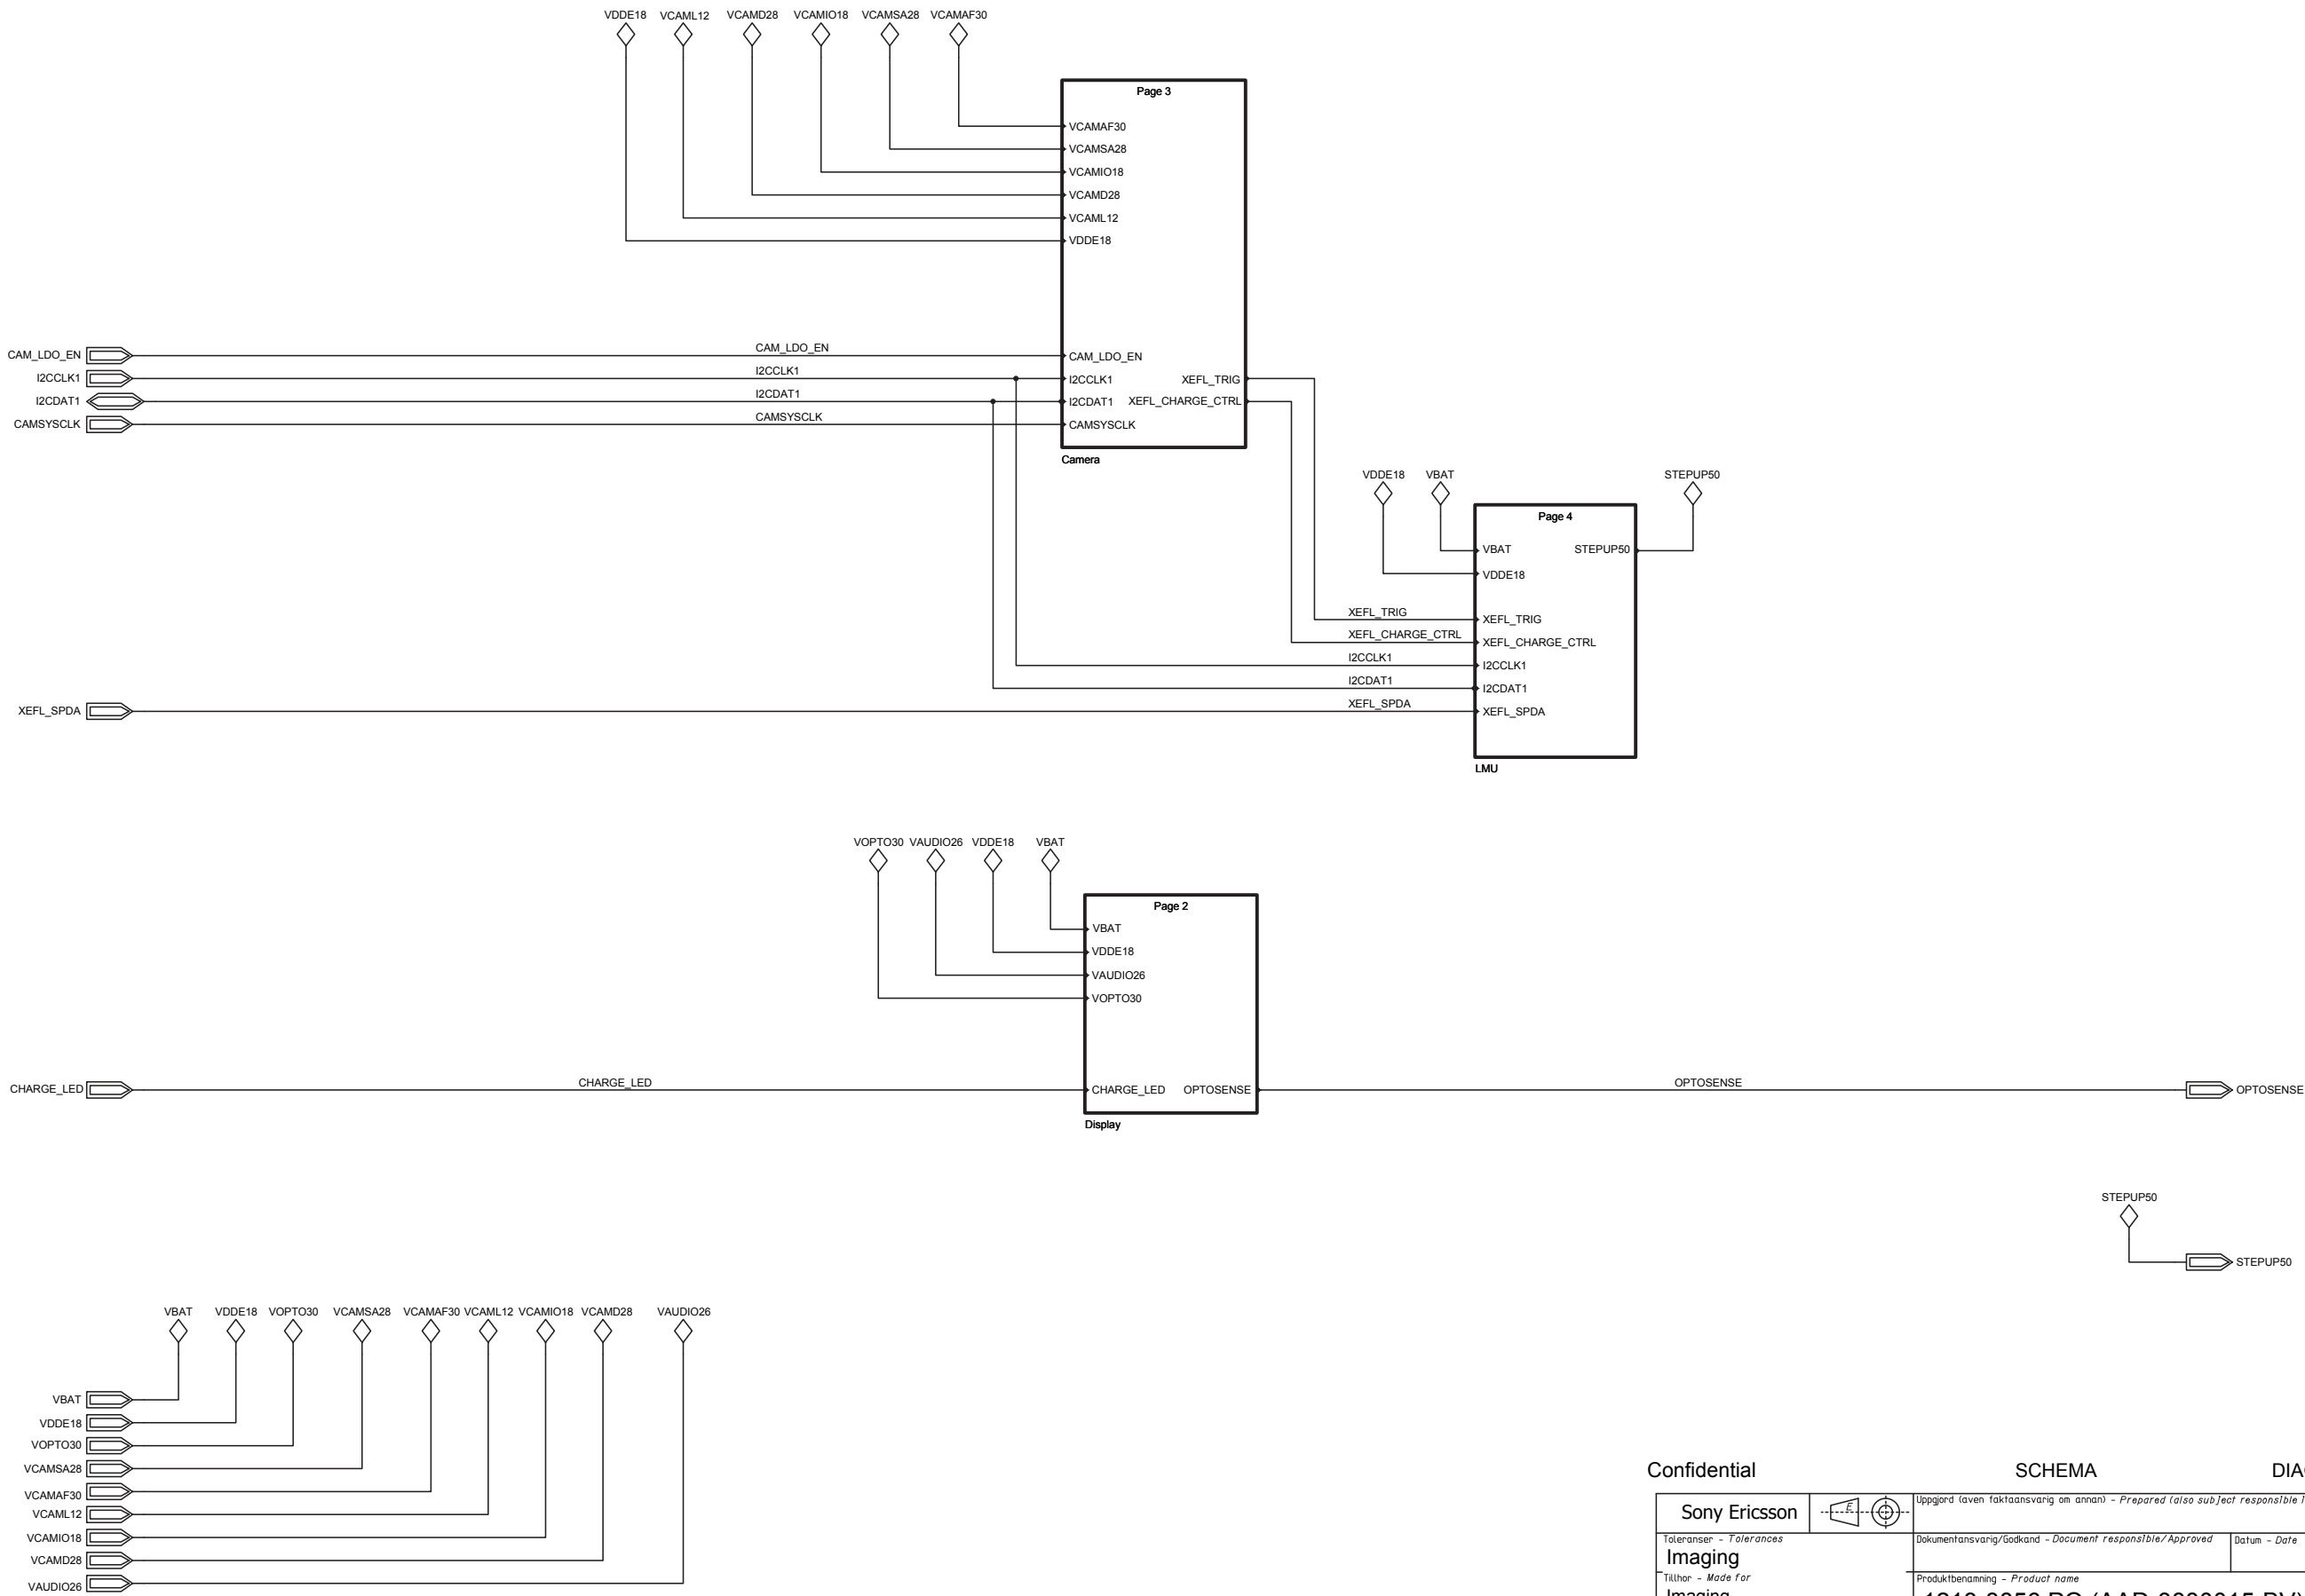 VDDE18 VCAML12 VCAMD28 VCAMIO18 VCAMSA28 VCAMAF30
Page 3
VCAMAF30
VCAMSA28
VCAMIO18
VCAMD28
VCAML12
VDDE18
CAM_LDO_EN CAM_LDO_EN CAM_LDO_EN
I2CCLK1 I2CCLK1 I2CCLK1 XEFL_TRIG
I2CDAT1 I2CDAT1 I2CDAT1 XEFL_CHARGE_CTRL
CAMSYSCLK CAMSYSCLK CAMSYSCLK
Camera
VDDE18 VBAT STEPUP50
Page 4
VBAT STEPUP50
VDDE18
XEFL_TRIG XEFL_TRIG
XEFL_CHARGE_CTRL XEFL_CHARGE_CTRL
I2CCLK1 I2CCLK1
I2CDAT1 I2CDAT1
XEFL_SPDA XEFL_SPDA XEFL_SPDA
LMU
VOPTO30 VAUDIO26 VDDE18 VBAT
Page 2
VBAT
VDDE18
VAUDIO26
VOPTO30
CHARGE_LED CHARGE_LED CHARGE_LED OPTOSENSE OPTOSENSE OPTOSENSE
Display
STEPUP50
STEPUP50
VBAT VDDE18 VOPTO30 VCAMSA28 VCAMAF30 VCAML12 VCAMIO18 VCAMD28 VAUDIO26
VBAT
VDDE18
VOPTO30
VCAMSA28
VCAMAF30
VCAML12
VCAMIO18
VCAMD28
VAUDIO26
Confidential SCHEMA
Sony Ericsson E Uppgjord (aven faktaansvarig om annan) - Prepared (also subject responsible
Toleranser - Tolerances Dokumentansvarig/Godkand - Document responsible/Approved Datum - Date
Imaging
Tillhor - Made for Produktbenamning - Product name
Imaging